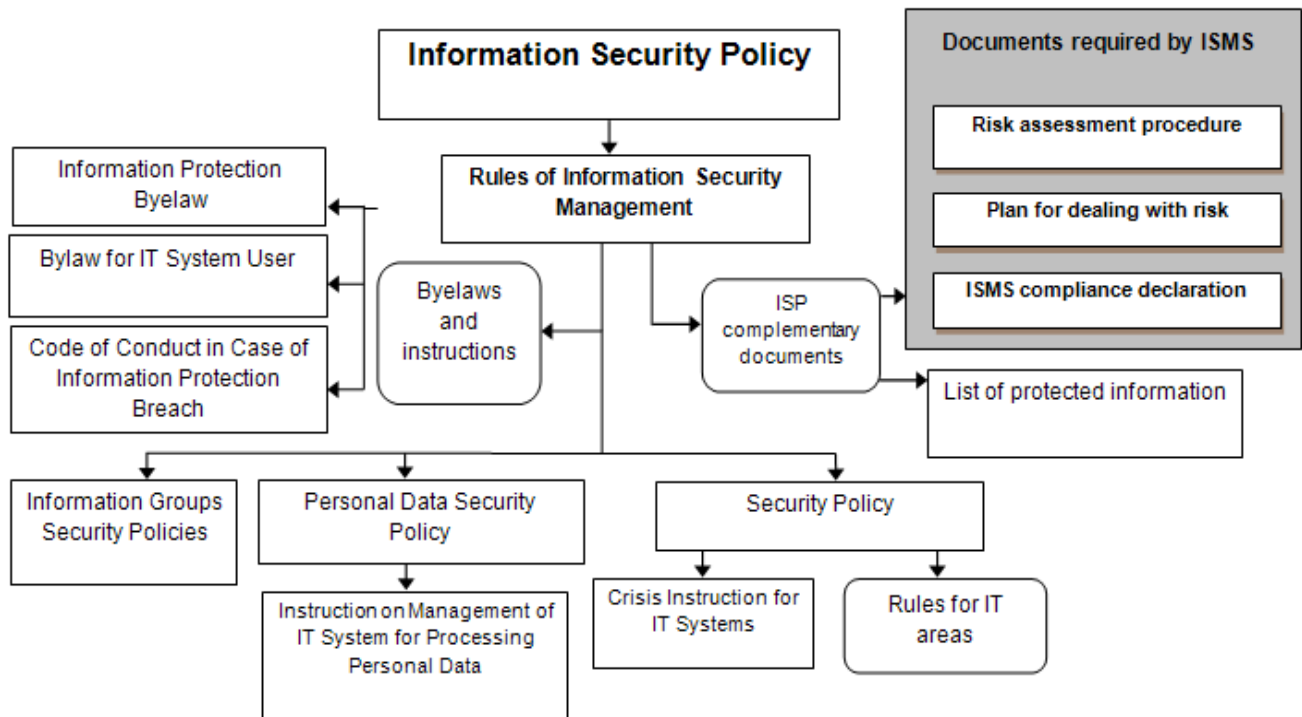 Information Security Policy
Documents required by ISMS
Risk assessment procedure
Plan for dealing with risk
ISMS compliance declaration
Rules of Information Security
Management
Information Protection
Byelaw
Bylaw for IT System User
Code of Conduct in Case of
Information Protection
Breach
Byelaws
and
instructions
ISP
complementary
documents
List of protected information
Information Groups
Security Policies
Personal Data Security
Policy
Security Policy
Instruction on Management of
IT System for Processing
Personal Data
Crisis Instruction for
IT Systems
Rules for IT
areas